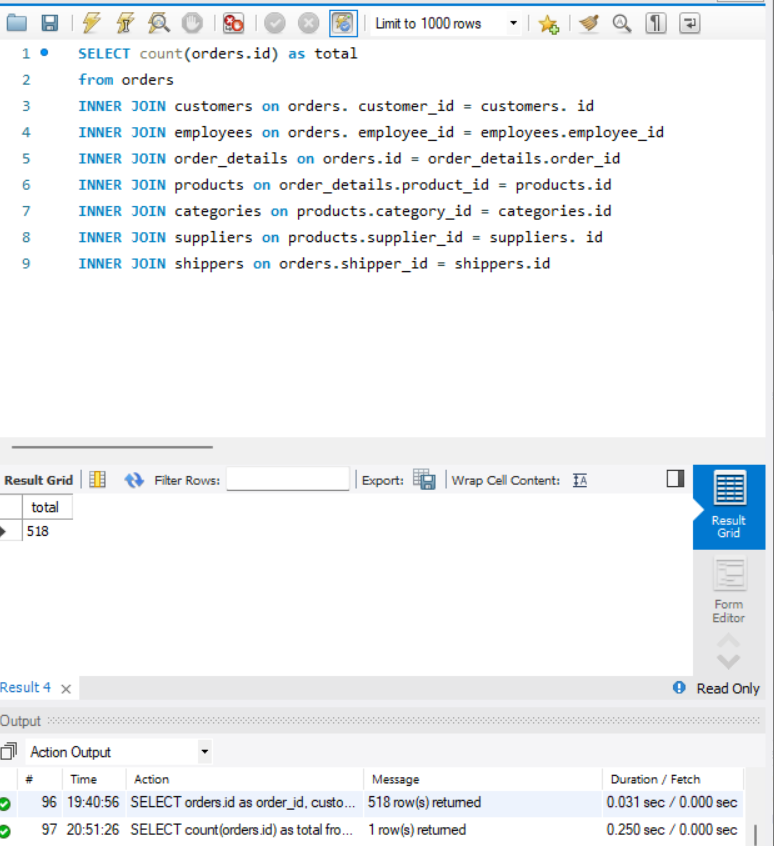 Limit to 1000 rows
1 SELECT count(orders.id) as total
2 from orders
3 INNER JOIN customers on orders. customer_id = customers. id
4 INNER JOIN employees on orders. employee_id = employees.employee_id
5 INNER JOIN order_details on orders.id = order_details.order_id
6 INNER JOIN products on order_details.product_id = products.id
7 INNER JOIN categories on products.category_id = categories.id
8 INNER JOIN suppliers on products.supplier_id = suppliers. id
9 INNER JOIN shippers on orders.shipper_id = shippers.id
Result Grid Filter Rows: Export: Wrap Cell Content: IA
total
518
Result
Grid
Form
Editor
Result 4 × Read Only
Output
Action Output
# Time Action Message Duration / Fetch
96 19:40:56 SELECT orders.id as order_id, custo... 518 row(s) returned 0.031 sec / 0.000 sec
97 20:51:26 SELECT count(orders.id) as total fro... 1 row(s) returned 0.250 sec / 0.000 sec